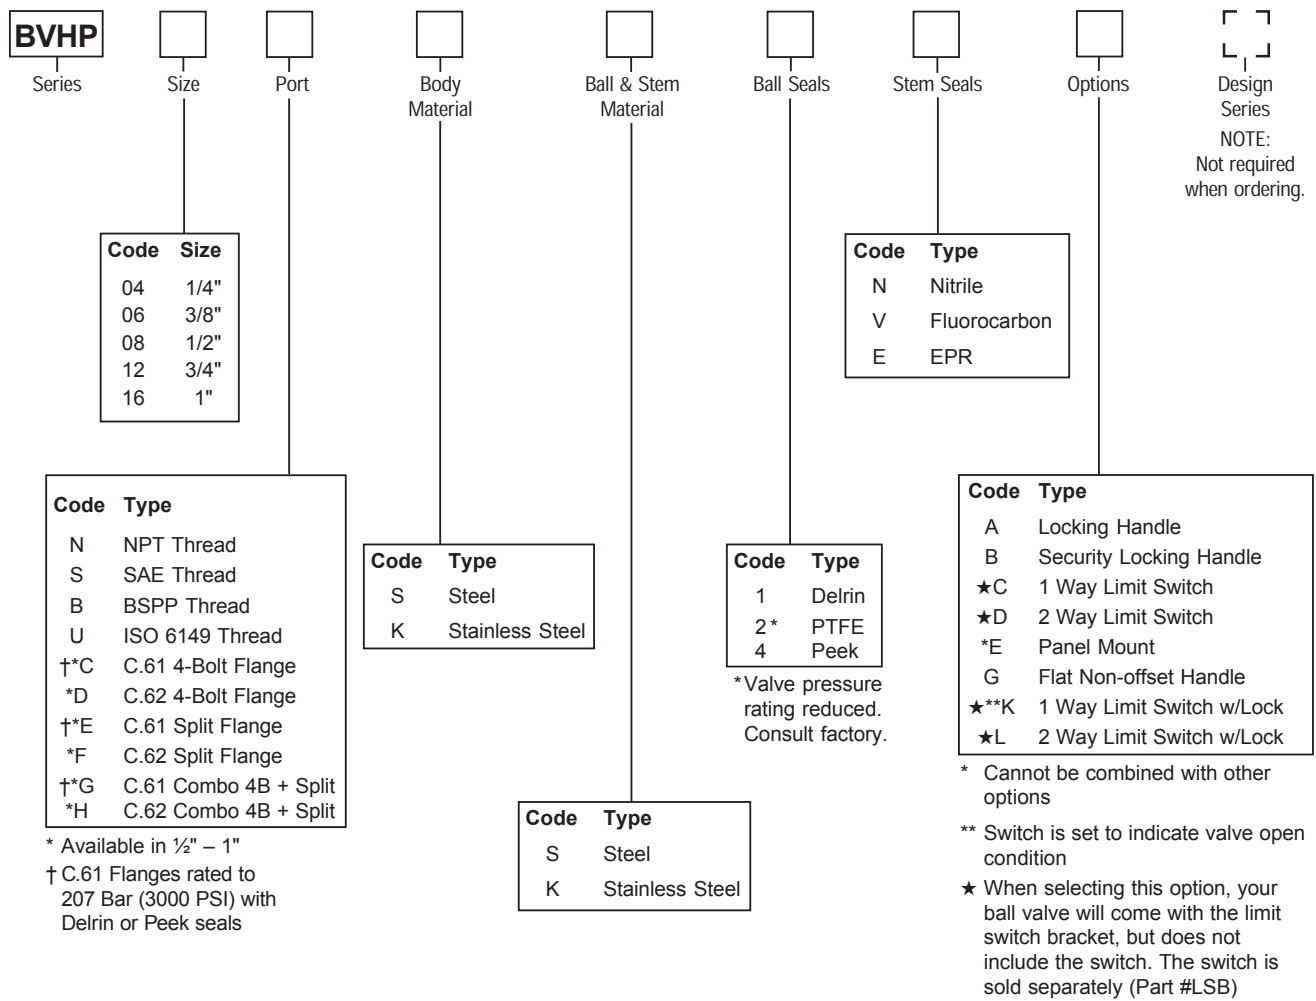 BVHP
Series
Size
Port
Body
Material
Ball & Stem
Material
Ball Seals
Stem Seals
Options
Design
Series
NOTE:
Not required
when ordering.
Code Size
04 1/4"
06 3/8"
08 1/2"
12 3/4"
16 1"
Code Type
N Nitrile
V Fluorocarbon
E EPR
Code Type
N NPT Thread
S SAE Thread
B BSPP Thread
U ISO 6149 Thread
†*C C.61 4-Bolt Flange
*D C.62 4-Bolt Flange
†*E C.61 Split Flange
*F C.62 Split Flange
†*G C.61 Combo 4B + Split
*H C.62 Combo 4B + Split
* Available in ½" – 1"
† C.61 Flanges rated to
207 Bar (3000 PSI) with
Delrin or Peek seals
Code Type
S Steel
K Stainless Steel
Code Type
S Steel
K Stainless Steel
Code Type
1 Delrin
2* PTFE
4 Peek
*Valve pressure
rating reduced.
Consult factory.
Code Type
A Locking Handle
B Security Locking Handle
★C 1 Way Limit Switch
★D 2 Way Limit Switch
*E Panel Mount
G Flat Non-offset Handle
★**K 1 Way Limit Switch w/Lock
★L 2 Way Limit Switch w/Lock
* Cannot be combined with other
options
** Switch is set to indicate valve open
condition
★ When selecting this option, your
ball valve will come with the limit
switch bracket, but does not
include the switch. The switch is
sold separately (Part #LSB)